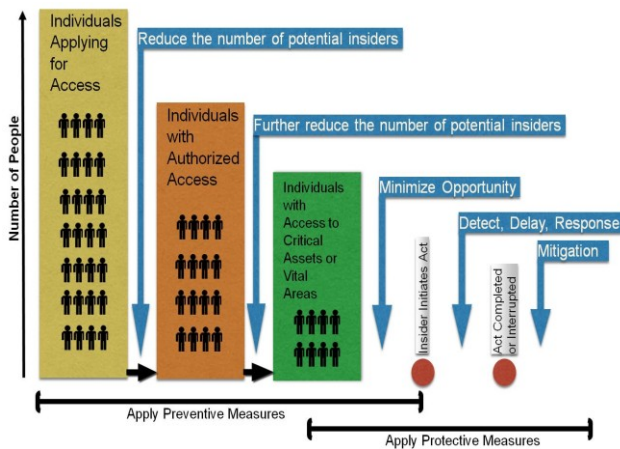 Number of People
Individuals
Applying
for
Access
Reduce the number of potential insiders
Individuals
with
Authorized
Access
Further reduce the number of potential insiders
Individuals
with
Access to
Critical
Assets or
Vital
Areas
Minimize Opportunity
Insider Initiates Act
Detect, Delay, Response
Act Completed
or Interrupted
Mitigation
Apply Preventive Measures
Apply Protective Measures